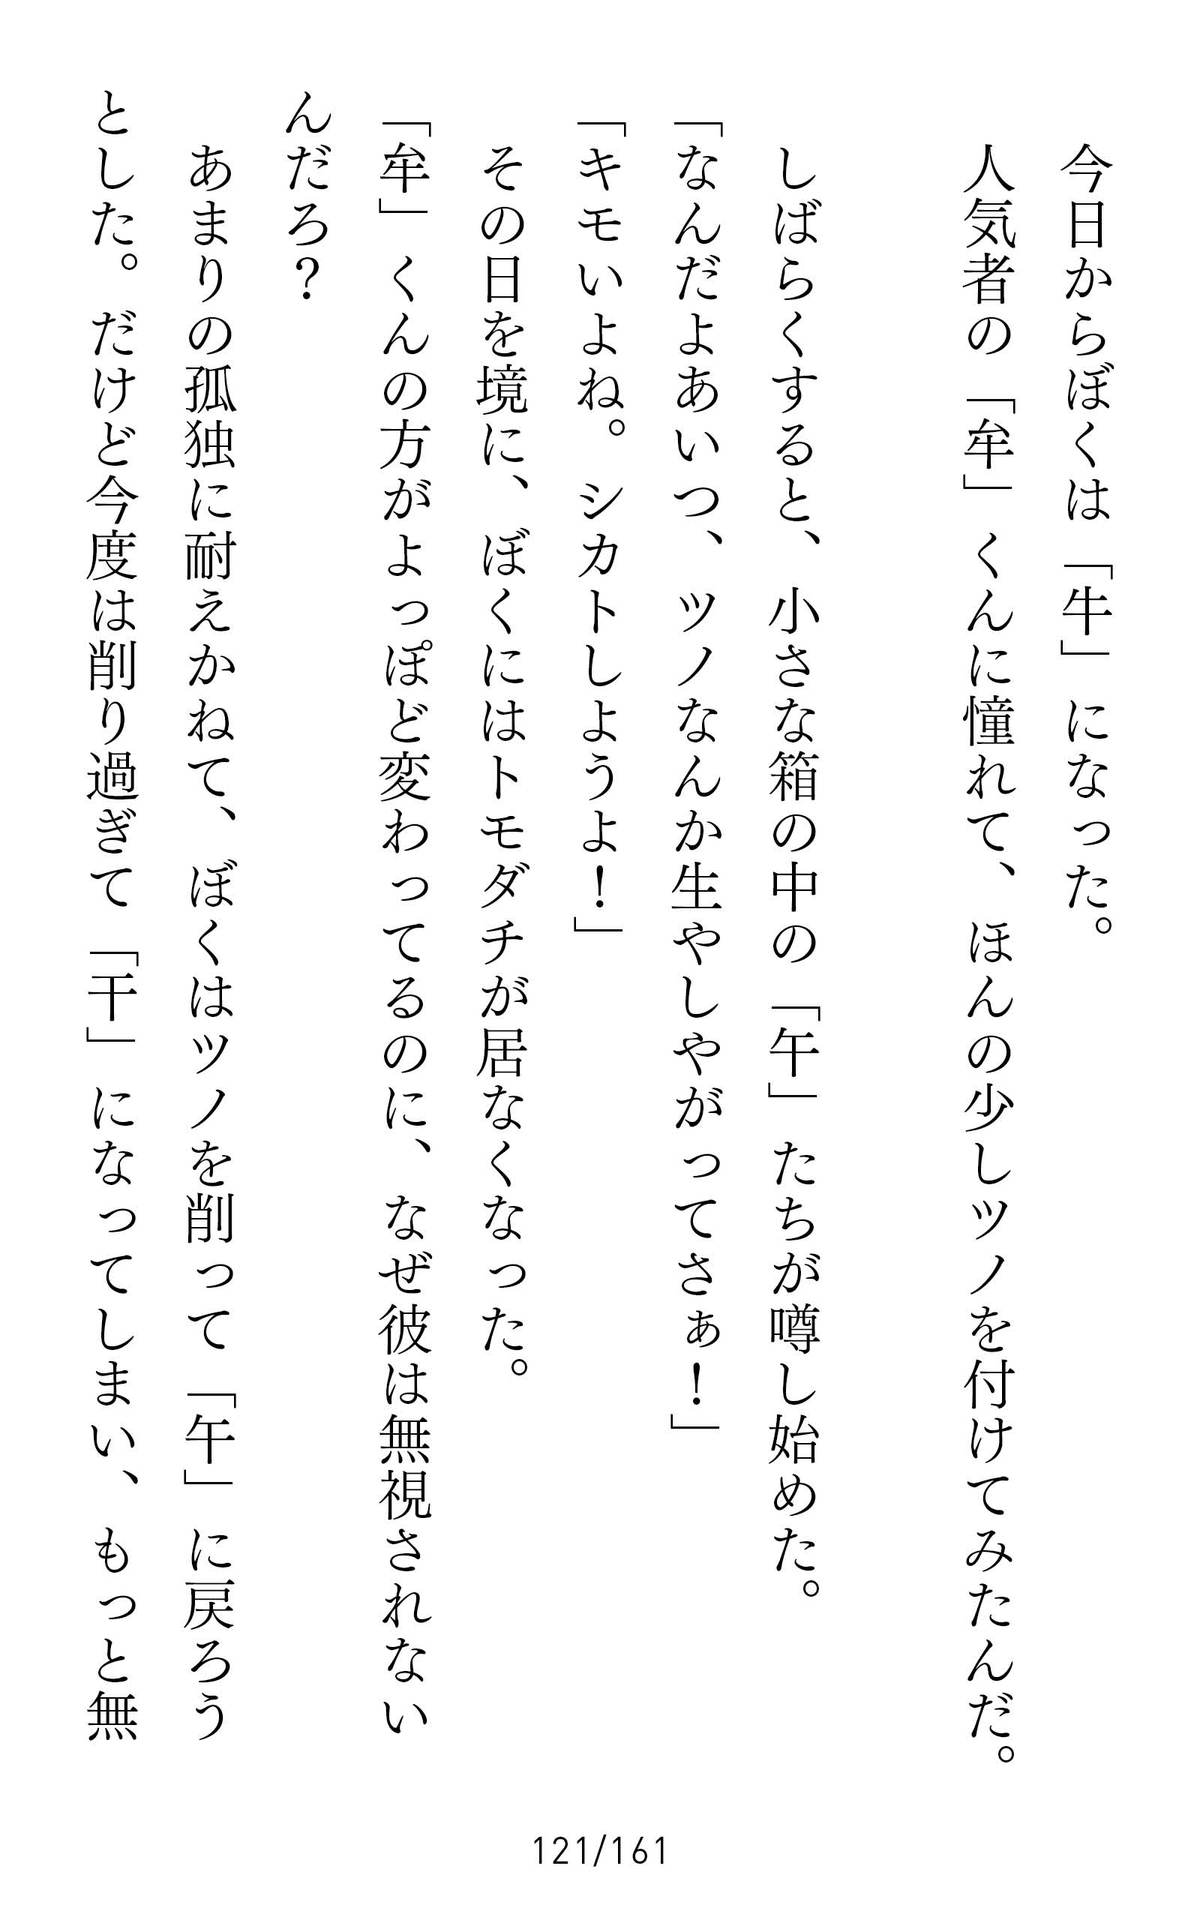 今日からぼくは「牛」になった。
人気者の「牟」くんに憧れて、ほんの少しツノを付けてみたんだ。
しばらくすると、小さな箱の中の「午」たちが噂し始めた。
「なんだよあいつ、ツノなんか生やしやがってさぁ！」
「キモいよね。シカトしようよ！」
その日を境に、ぼくにはトモダチが居なくなった。
「牟」くんの方がよっぽど変わってるのに、なぜ彼は無視されない
んだろ？
あまりの孤独に耐えかねて、ぼくはツノを削って「午」に戻ろう
とした。だけど今度は削り過ぎて「干」になってしまい、もっと無
121/161